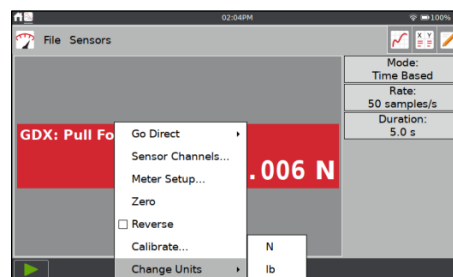 02:04PM
100%
File Sensors
X Y
Mode:
Time Based
Rate:
50 samples/s
Duration:
5.0 s
GDX: Pull Fo
.006 N
Go Direct
Sensor Channels...
Meter Setup...
Zero
Reverse
Calibrate...
Change Units
N
lb